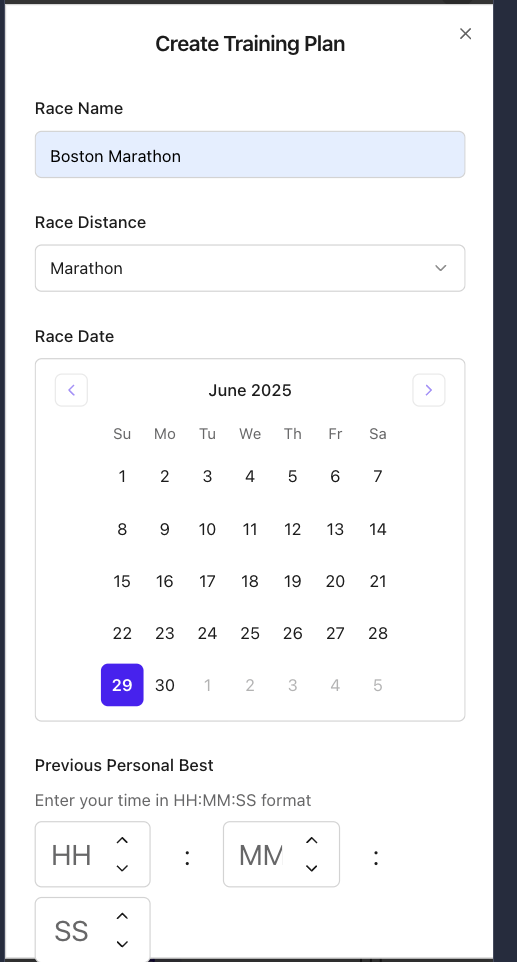 Create Training Plan
Race Name
Boston Marathon
Race Distance
Marathon
Race Date
June 2025
Su Mo Tu We Th Fr Sa
1 2 3 4 5 6 7
8 9 10 11 12 13 14
15 16 17 18 19 20 21
22 23 24 25 26 27 28
29 30 1 2 3 4 5
Previous Personal Best
Enter your time in HH:MM:SS format
HH : MM :
SS